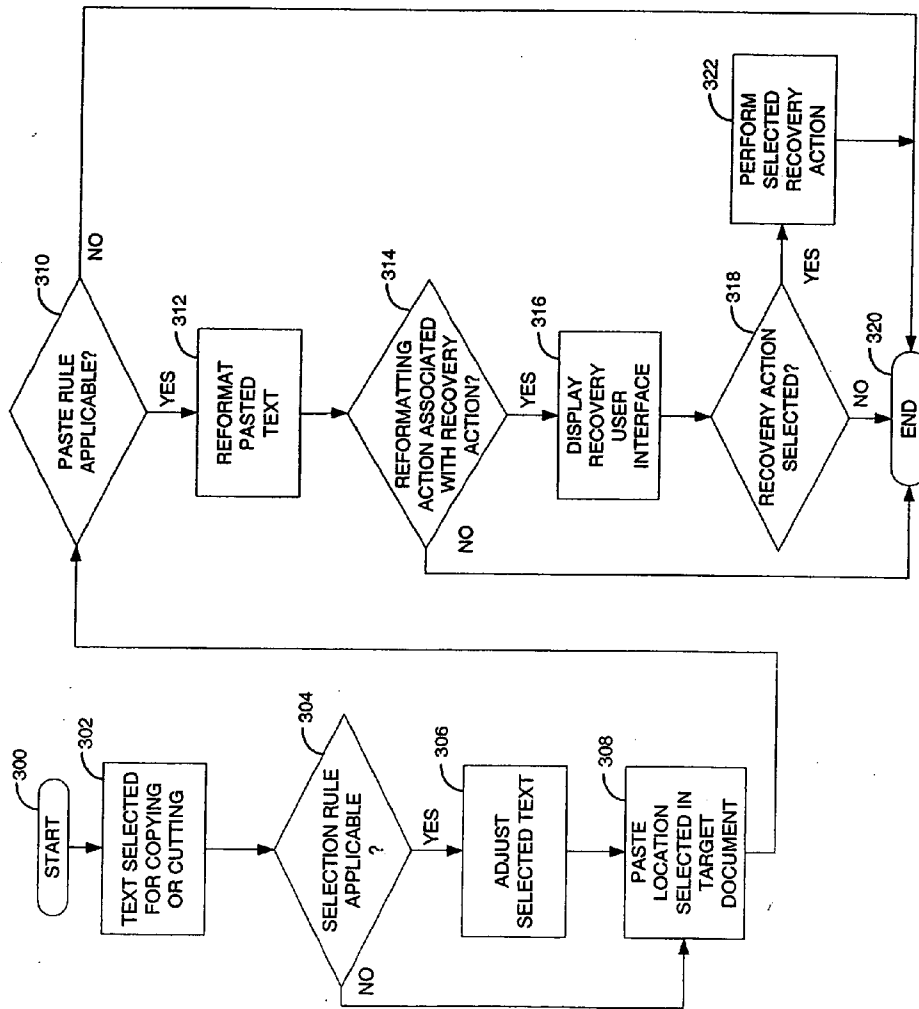 300
START
302
TEXT SELECTED
FOR COPYING
OR CUTTING
304
SELECTION RULE
APPLICABLE
?
YES
NO
306
ADJUST
SELECTED TEXT
308
PASTE
LOCATION
SELECTED IN
TARGET
DOCUMENT
310
PASTE RULE
APPLICABLE?
NO
YES
312
REFORMAT
PASTED
TEXT
314
REFORMATTING
ACTION ASSOCIATED
WITH RECOVERY
ACTION?
NO
YES
316
DISPLAY
RECOVERY
USER
INTERFACE
318
RECOVERY ACTION
SELECTED?
YES
NO
322
PERFORM
SELECTED
RECOVERY
ACTION
320
END